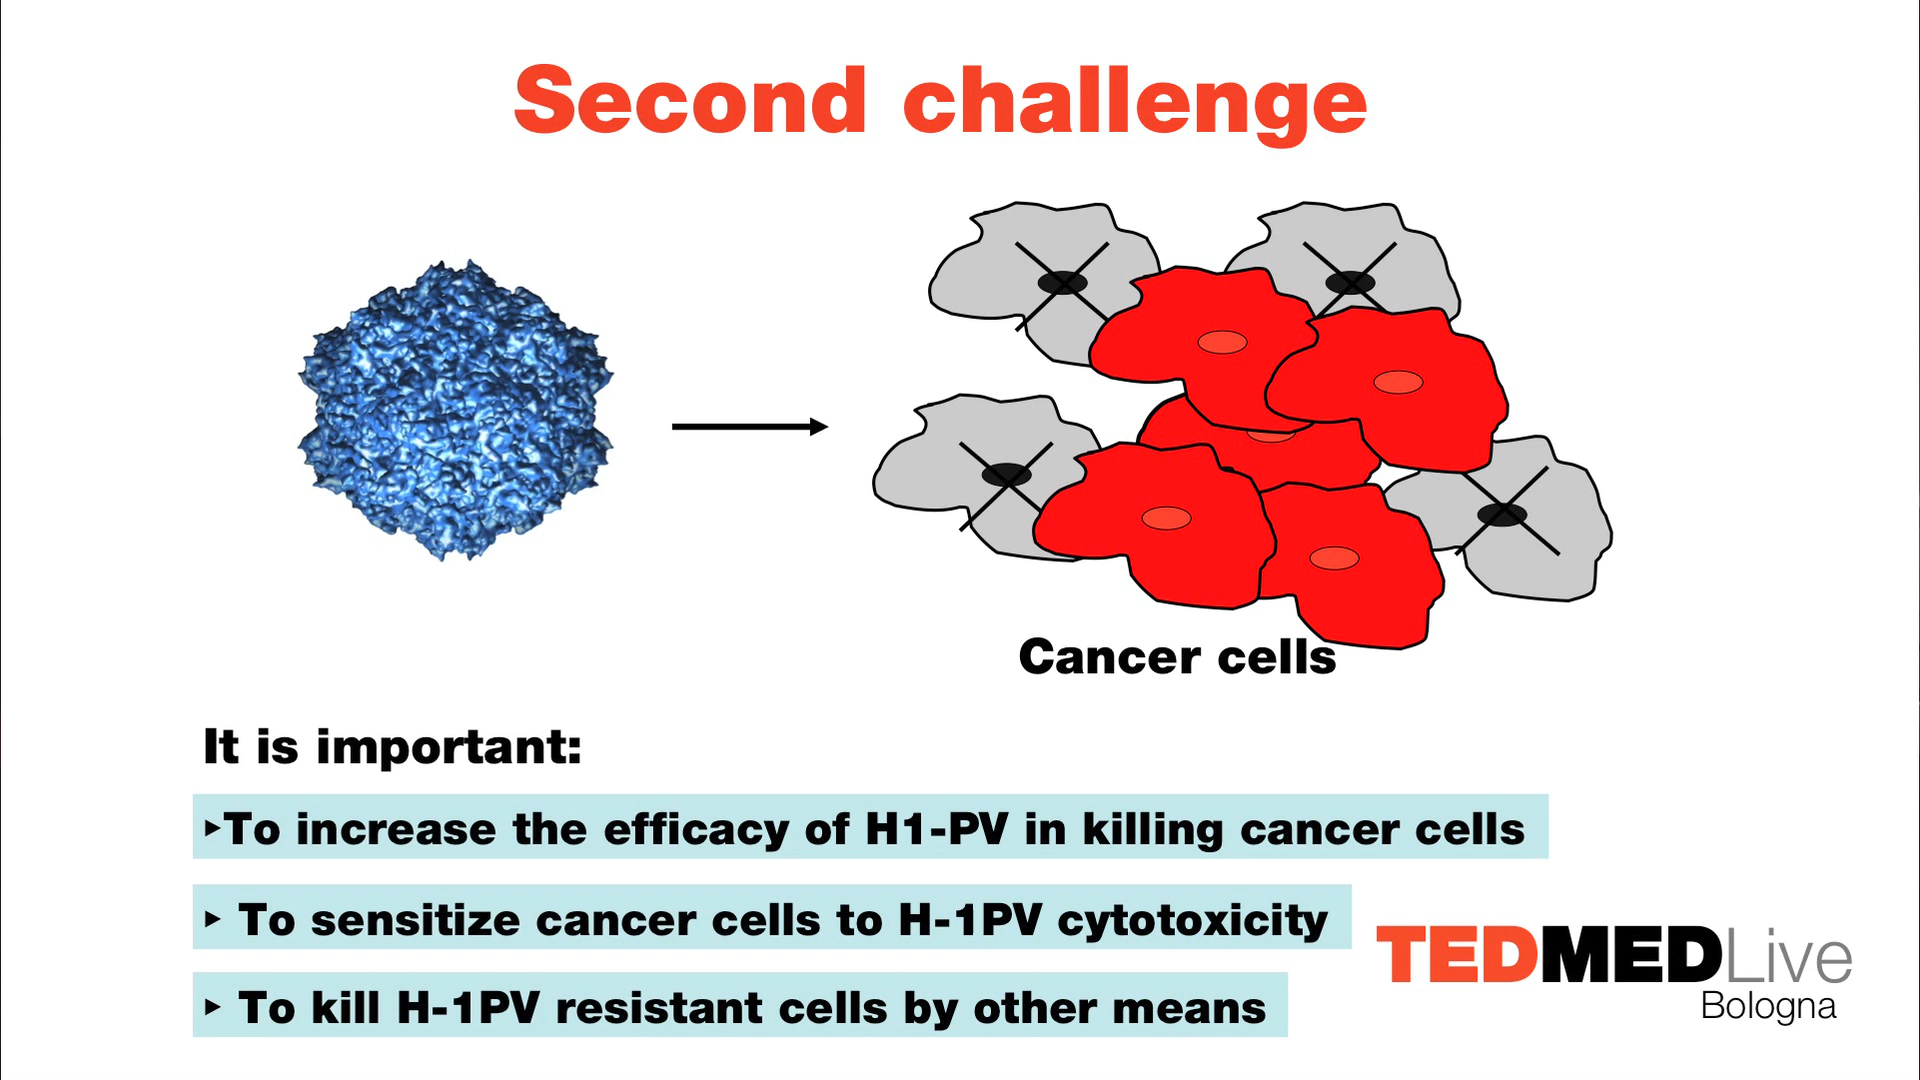 Second challenge
Cancer cells
It is important:
‣To increase the efficacy of H1-PV in killing cancer cells
‣ To sensitize cancer cells to H-1PV cytotoxicity
‣ To kill H-1PV resistant cells by other means
TEDMEDLive
Bologna